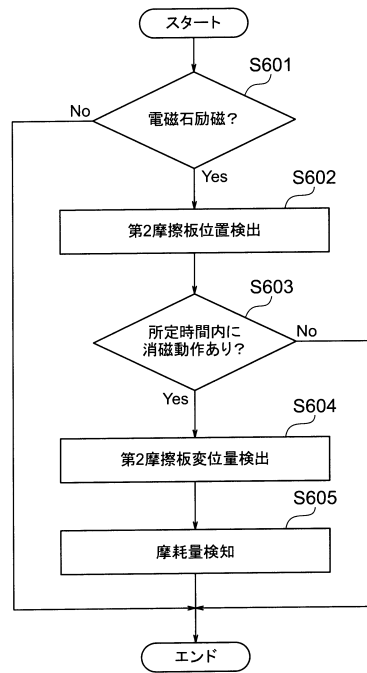 スタート
S601
電磁石励磁?
No
Yes
S602
第2摩擦板位置検出
S603
所定時間内に
消磁動作あり?
No
Yes
S604
第2摩擦板変位量検出
S605
摩耗量検知
エンド